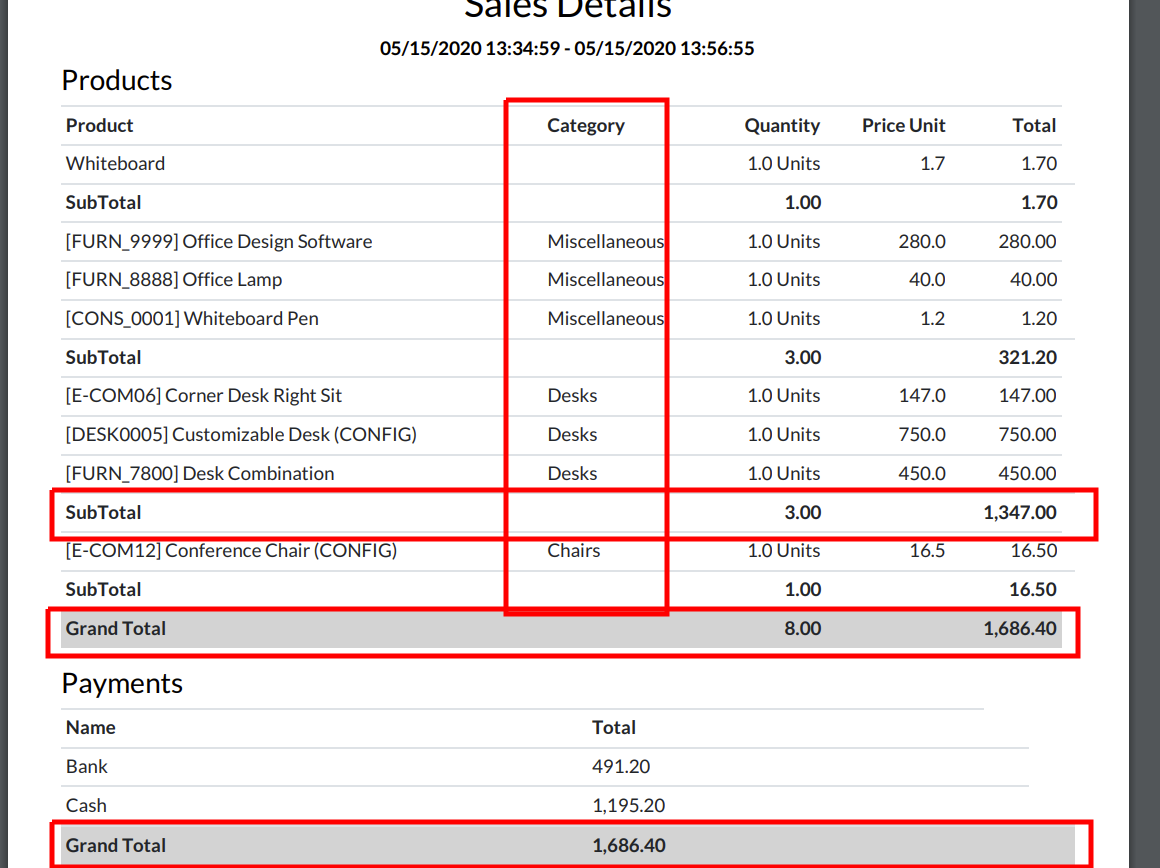 Sales Details
05/15/2020 13:34:59 - 05/15/2020 13:56:55
Products
Product Category Quantity Price Unit Total
Whiteboard 1.0 Units 1.7 1.70
SubTotal 1.00 1.70
[FURN_9999] Office Design Software Miscellaneous 1.0 Units 280.0 280.00
[FURN_8888] Office Lamp Miscellaneous 1.0 Units 40.0 40.00
[CONS_0001] Whiteboard Pen Miscellaneous 1.0 Units 1.2 1.20
SubTotal 3.00 321.20
[E-COM06] Corner Desk Right Sit Desks 1.0 Units 147.0 147.00
[DESK0005] Customizable Desk (CONFIG) Desks 1.0 Units 750.0 750.00
[FURN_7800] Desk Combination Desks 1.0 Units 450.0 450.00
SubTotal 3.00 1,347.00
[E-COM12] Conference Chair (CONFIG) Chairs 1.0 Units 16.5 16.50
SubTotal 1.00 16.50
Grand Total 8.00 1,686.40
Payments
Name Total
Bank 491.20
Cash 1,195.20
Grand Total 1,686.40